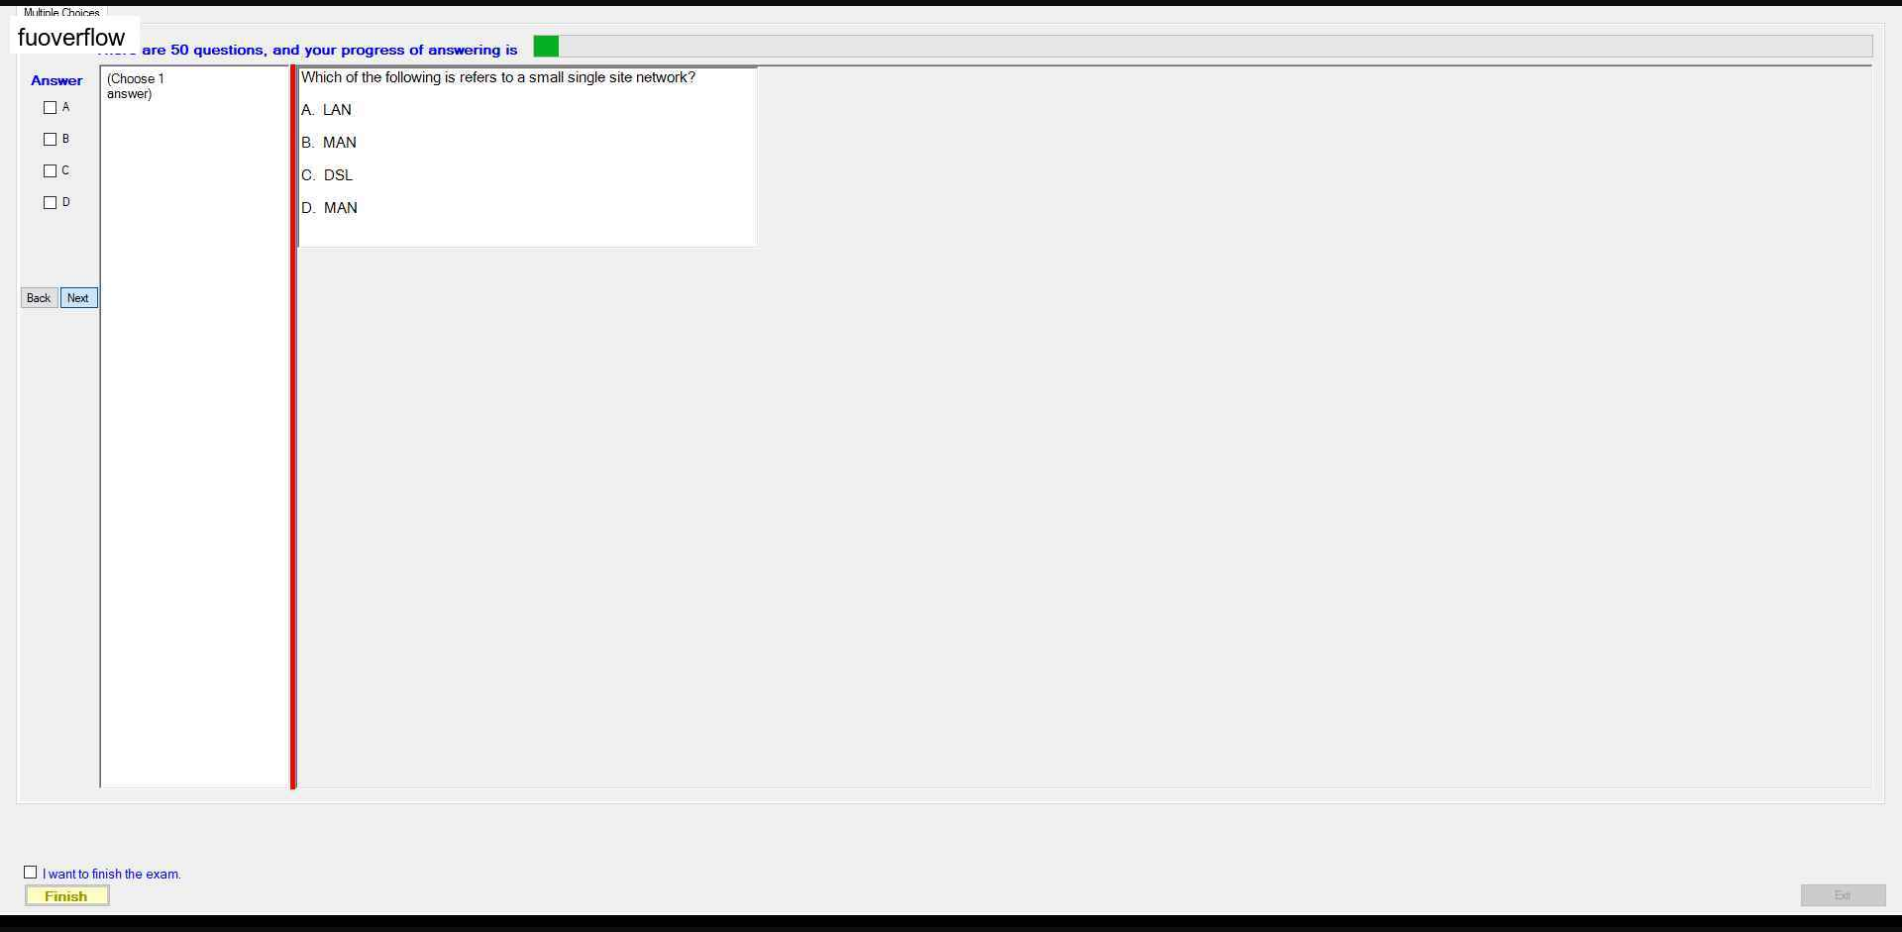 Multiple Choices
fuoverflow
are 50 questions, and your progress of answering is
Answer
(Choose 1
answer)
A
B
C
D
Back
Next
Which of the following is refers to a small single site network?
A. LAN
B. MAN
C. DSL
D. MAN
I want to finish the exam.
Finish
Exit